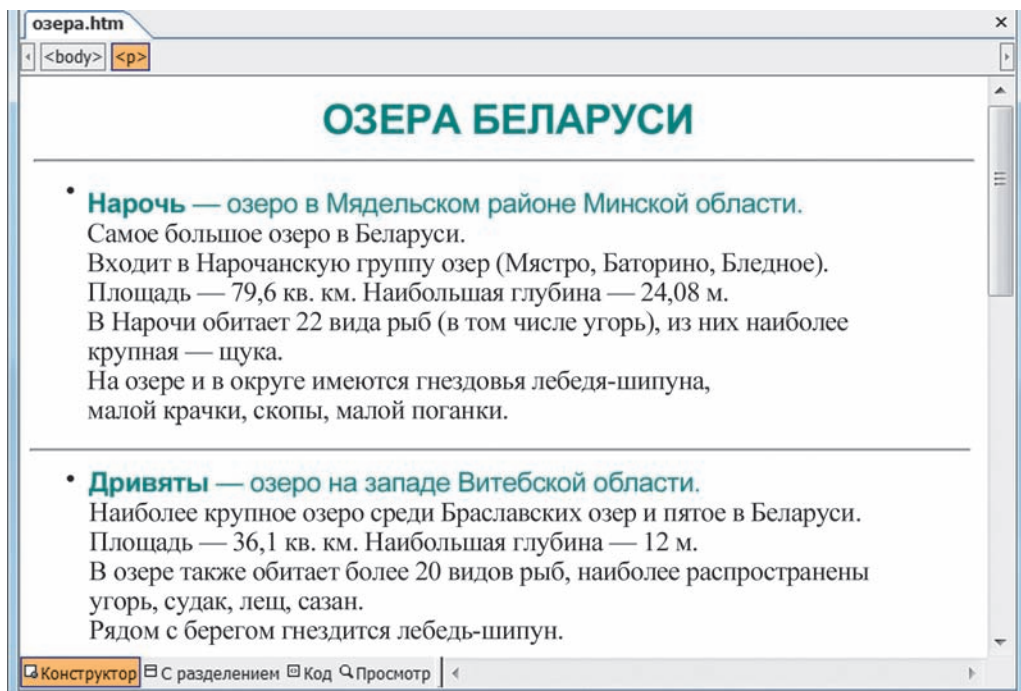 озера.htm
<body> <p>
ОЗЕРА БЕЛАРУСИ
• Нарочь — озеро в Мядельском районе Минской области.
Самое большое озеро в Беларуси.
Входит в Нарочанскую группу озер (Мястро, Баторино, Бледное).
Площадь — 79,6 кв. км. Наибольшая глубина — 24,08 м.
В Нарочи обитает 22 вида рыб (в том числе угорь), из них наиболее
крупная — щука.
На озере и в округе имеются гнездовья лебедя-шипуна,
малой крачки, скопы, малой поганки.
• Дривяты — озеро на западе Витебской области.
Наиболее крупное озеро среди Браславских озер и пятое в Беларуси.
Площадь — 36,1 кв. км. Наибольшая глубина — 12 м.
В озере также обитает более 20 видов рыб, наиболее распространены
угорь, судак, лещ, сазан.
Рядом с берегом гнездится лебедь-шипун.
Конструктор С разделением Код Просмотр